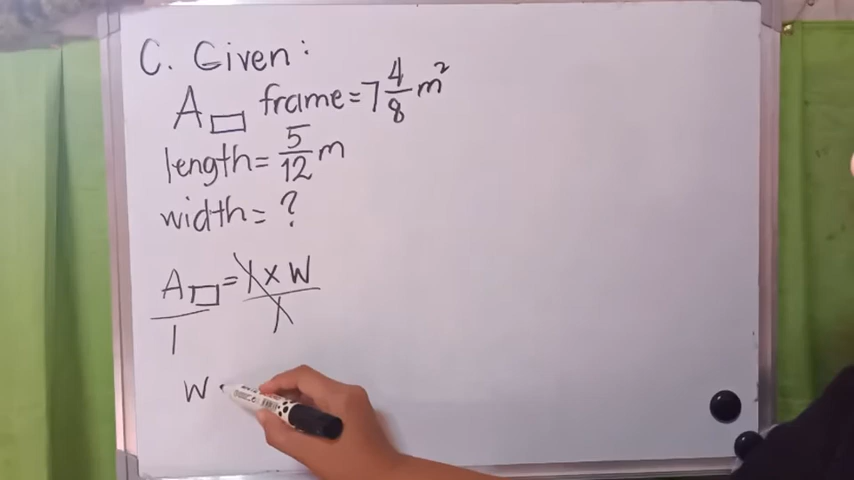 C. Given:
A▭ frame = 7 4/8 m²
length = 5/12 m
width = ?
A▭/l = l x w/l
w